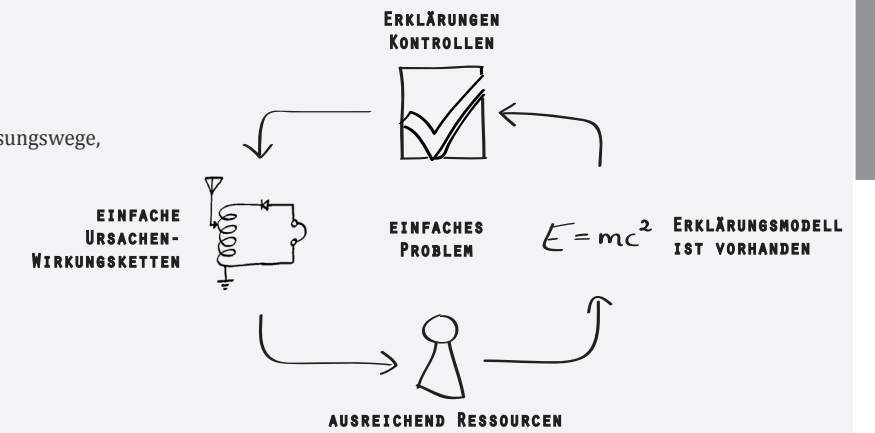 ERKLÄRUNGEN
KONTROLLEN
sungswege,
EINFACHE
URSACHEN-
WIRKUNGSKETTEN
EINFACHES
PROBLEM
E = mc²
ERKLÄRUNGSMODELL
IST VORHANDEN
AUSREICHEND RESSOURCEN